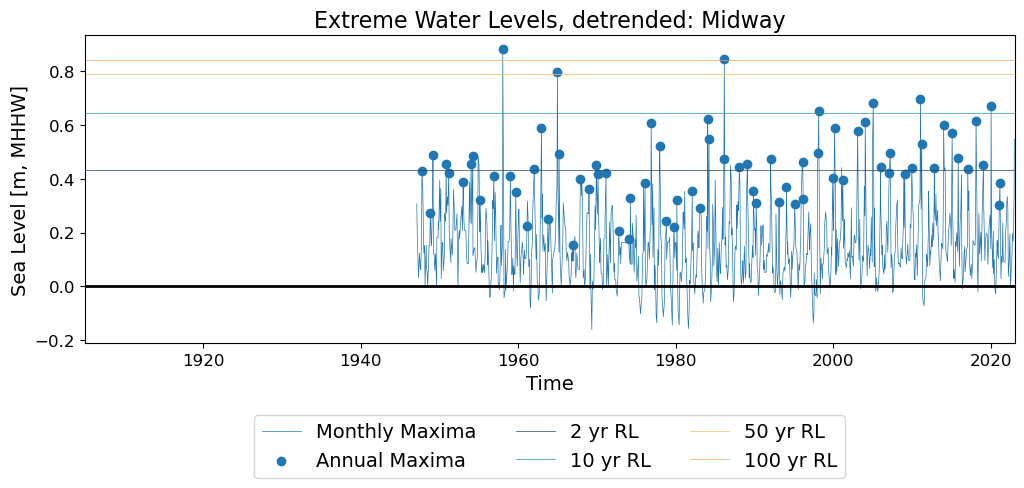 Extreme Water Levels, detrended: Midway
Sea Level [m, MHHW]
0.8
0.6
0.4
0.2
0.0
−0.2
1920 1940 1960 1980 2000 2020
Time
Monthly Maxima 2 yr RL 50 yr RL
Annual Maxima 10 yr RL 100 yr RL